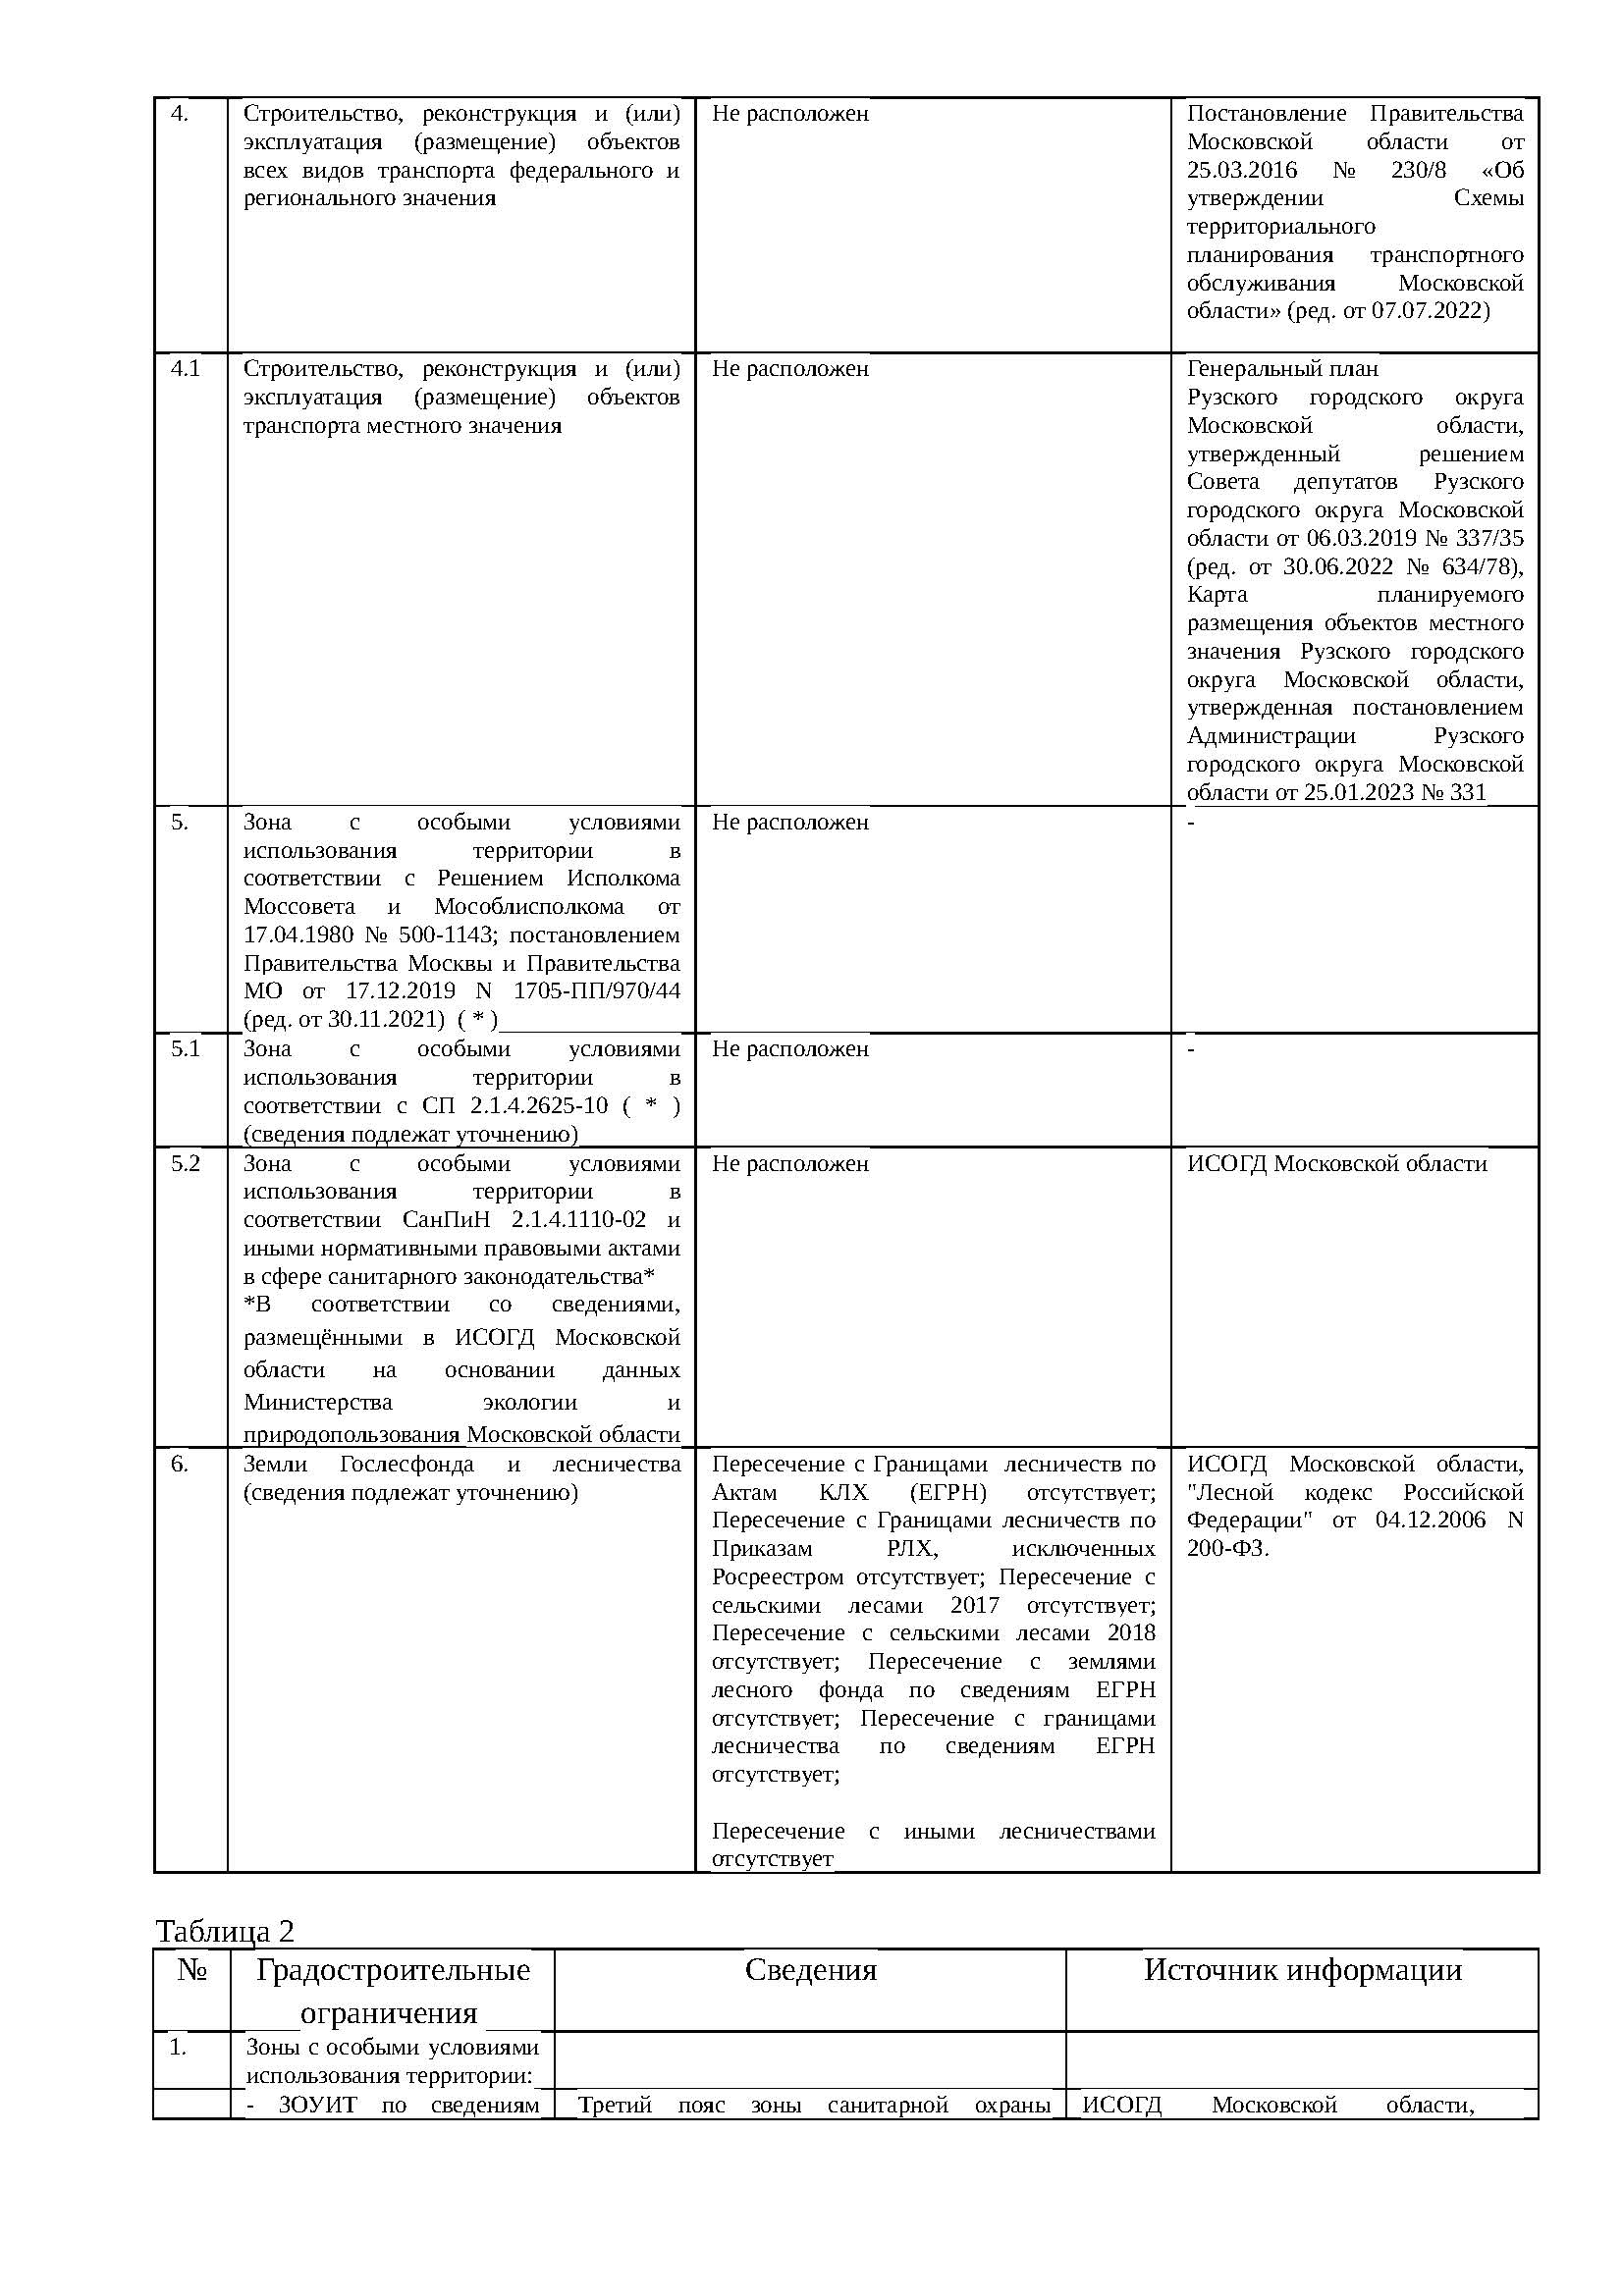 4.
Строительство, реконструкция и (или)
эксплуатация (размещение) объектов
всех видов транспорта федерального и
регионального значения
Не расположен
Постановление Правительства
Московской области от
25.03.2016 № 230/8 «Об
утверждении Схемы
территориального
планирования транспортного
обслуживания Московской
области» (ред. от 07.07.2022)
4.1
Строительство, реконструкция и (или)
эксплуатация (размещение) объектов
транспорта местного значения
Не расположен
Генеральный план
Рузского городского округа
Московской области,
утвержденный решением
Совета депутатов Рузского
городского округа Московской
области от 06.03.2019 № 337/35
(ред. от 30.06.2022 № 634/78),
Карта планируемого
размещения объектов местного
значения Рузского городского
округа Московской области,
утвержденная постановлением
Администрации Рузского
городского округа Московской
области от 25.01.2023 № 331
5.
Зона с особыми условиями
использования территории в
соответствии с Решением Исполкома
Моссовета и Мособлисполкома от
17.04.1980 № 500-1143; постановлением
Правительства Москвы и Правительства
МО от 17.12.2019 N 1705-ПП/970/44
(ред. от 30.11.2021) ( * )
Не расположен
-
5.1
Зона с особыми условиями
использования территории в
соответствии с СП 2.1.4.2625-10 ( * )
(сведения подлежат уточнению)
Не расположен
-
5.2
Зона с особыми условиями
использования территории в
соответствии СанПиН 2.1.4.1110-02 и
иными нормативными правовыми актами
в сфере санитарного законодательства*
*В соответствии со сведениями,
размещёнными в ИСОГД Московской
области на основании данных
Министерства экологии и
природопользования Московской области
Не расположен
ИСОГД Московской области
6.
Земли Гослесфонда и лесничества
(сведения подлежат уточнению)
Пересечение с Границами лесничеств по
Актам КЛХ (ЕГРН) отсутствует;
Пересечение с Границами лесничеств по
Приказам РЛХ, исключенных
Росреестром отсутствует; Пересечение с
сельскими лесами 2017 отсутствует;
Пересечение с сельскими лесами 2018
отсутствует; Пересечение с землями
лесного фонда по сведениям ЕГРН
отсутствует; Пересечение с границами
лесничества по сведениям ЕГРН
отсутствует;
Пересечение с иными лесничествами
отсутствует
ИСОГД Московской области,
"Лесной кодекс Российской
Федерации" от 04.12.2006 N
200-ФЗ.
Таблица 2
№
Градостроительные
ограничения
Сведения
Источник информации
1.
Зоны с особыми условиями
использования территории:
- ЗОУИТ по сведениям
Третий пояс зоны санитарной охраны
ИСОГД Московской области,